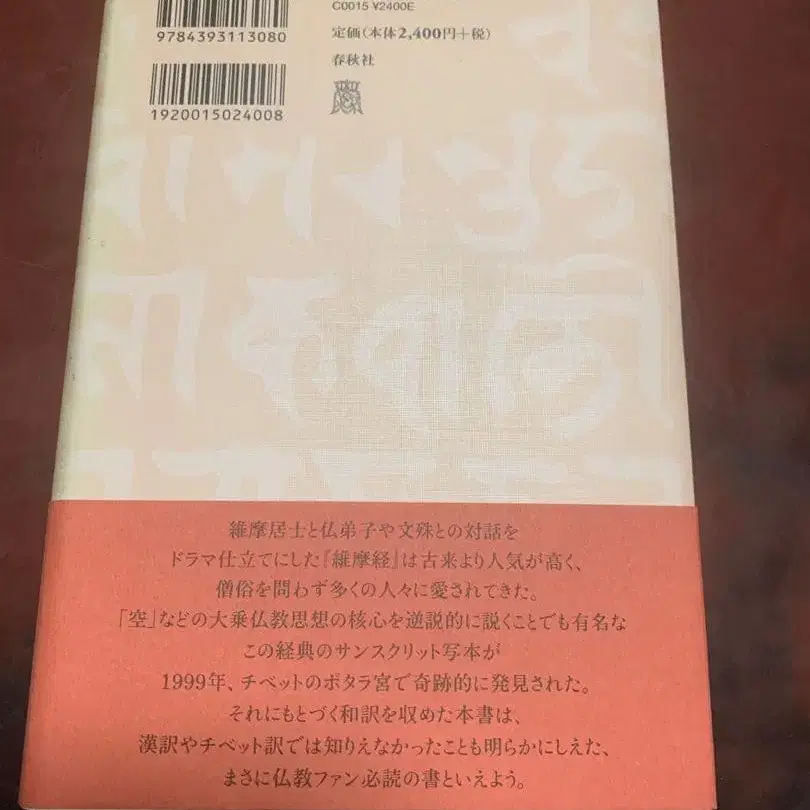 9784393113080
C0015 ¥2400E
定価(本体2,400円+税)
春秋社
1920015024008
維摩居士と仏弟子や文殊との対話を
ドラマ仕立てにした『維摩経』は古来より人気が高く、
僧俗を問わず多くの人々に愛されてきた。
「空」などの大乗仏教思想の核心を逆説的に説くことでも有名な
この経典のサンスクリット写本が
1999年、チベットのポタラ宮で奇跡的に発見された。
それにもとづく和訳を収めた本書は、
漢訳やチベット訳では知りえなかったことも明らかにしえた、
まさに仏教ファン必読の書といえよう。